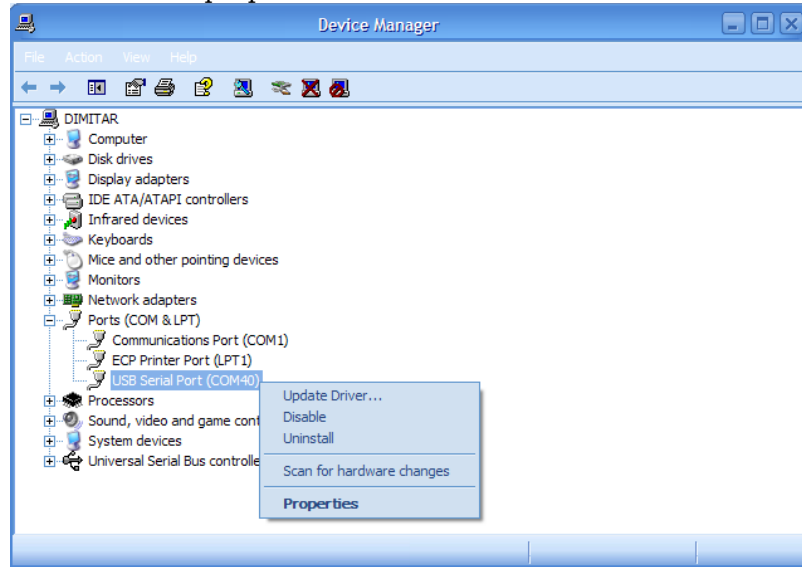 Device Manager
File Action View Help
DIMITAR
Computer
Disk drives
Display adapters
IDE ATA/ATAPI controllers
Infrared devices
Keyboards
Mice and other pointing devices
Monitors
Network adapters
Ports (COM & LPT)
Communications Port (COM1)
ECP Printer Port (LPT1)
USB Serial Port (COM40)
Processors
Sound, video and game cont
System devices
Universal Serial Bus controlle
Update Driver...
Disable
Uninstall
Scan for hardware changes
Properties